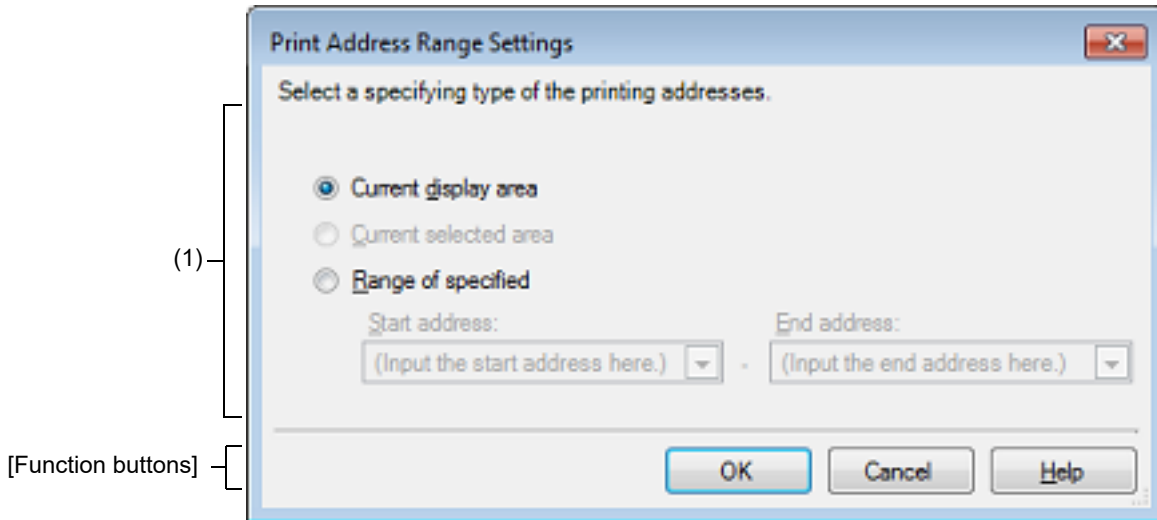 Print Address Range Settings
Select a specifying type of the printing addresses.
Current display area
Current selected area
(1)
Range of specified
Start address: End address:
(Input the start address here.) - (Input the end address here.)
[Function buttons] OK Cancel Help